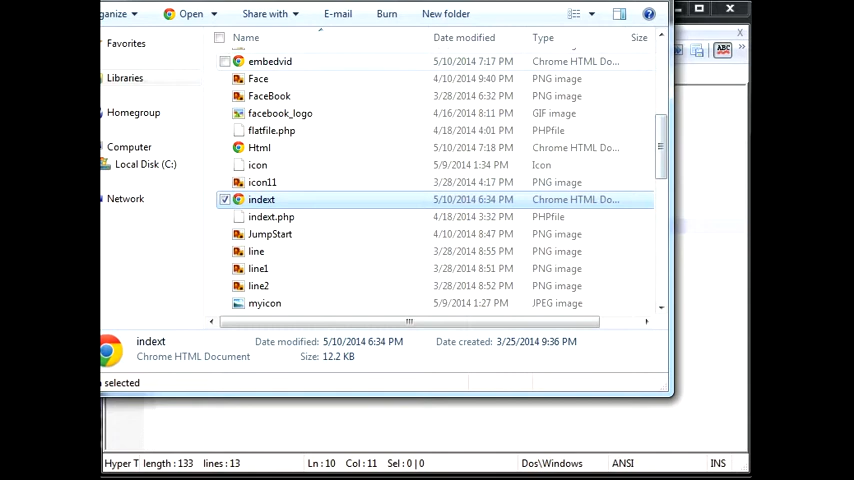 ganize Open Share with E-mail Burn New folder
Name Date modified Type Size
Favorites
embedvid 5/10/2014 7:17 PM Chrome HTML Do...
Face 4/10/2014 9:40 PM PNG image
Libraries
FaceBook 3/28/2014 6:32 PM PNG image
facebook_logo 4/16/2014 8:11 PM GIF image
Homegroup
flatfile.php 4/18/2014 4:01 PM PHPfile
Computer
Html 5/10/2014 7:18 PM Chrome HTML Do...
Local Disk (C:)
icon 5/9/2014 1:34 PM Icon
icon11 3/28/2014 4:17 PM PNG image
Network
indext 5/10/2014 6:34 PM Chrome HTML Do...
indext.php 4/18/2014 3:32 PM PHPfile
JumpStart 4/10/2014 8:47 PM PNG image
line 3/28/2014 8:55 PM PNG image
line1 3/28/2014 8:51 PM PNG image
line2 3/28/2014 8:52 PM PNG image
myicon 5/9/2014 1:27 PM JPEG image
indext Date modified: 5/10/2014 6:34 PM Date created: 3/25/2014 9:36 PM
Chrome HTML Document Size: 12.2 KB
selected
ABC
Hyper T length : 133 lines : 13 Ln : 10 Col : 11 Sel : 0 | 0 Dos\Windows ANSI INS